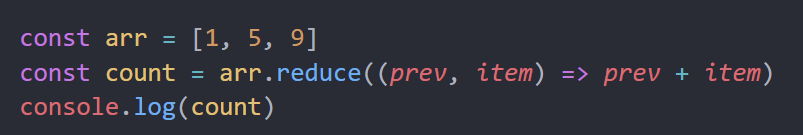 const arr = [1, 5, 9]
const count = arr.reduce((prev, item) => prev + item)
console.log(count)